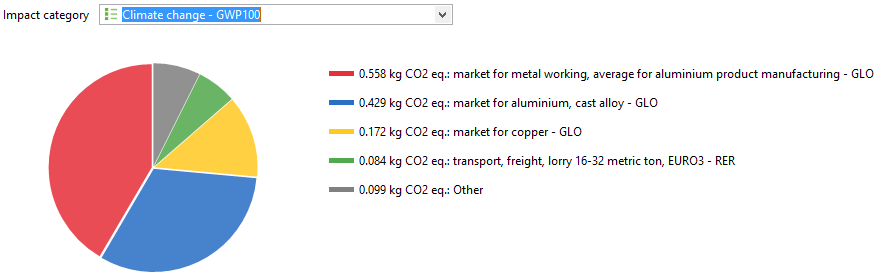 Impact category
Climate change - GWP100
0.558 kg CO2 eq.: market for metal working, average for aluminium product manufacturing - GLO
0.429 kg CO2 eq.: market for aluminium, cast alloy - GLO
0.172 kg CO2 eq.: market for copper - GLO
0.084 kg CO2 eq.: transport, freight, lorry 16-32 metric ton, EURO3 - RER
0.099 kg CO2 eq.: Other